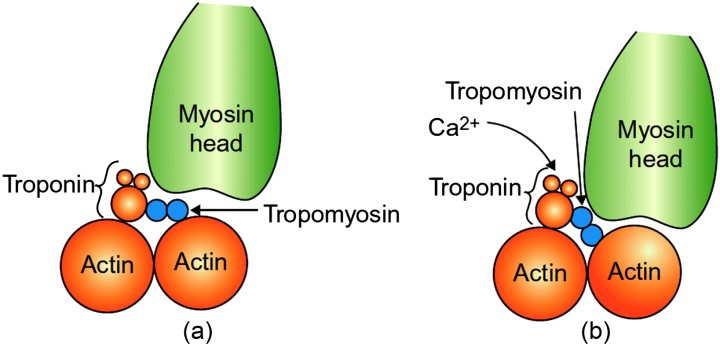 Myosin
head
Troponin
Tropomyosin
Actin
Actin
(a)
Tropomyosin
Ca2+
Myosin
head
Troponin
Actin
Actin
(b)